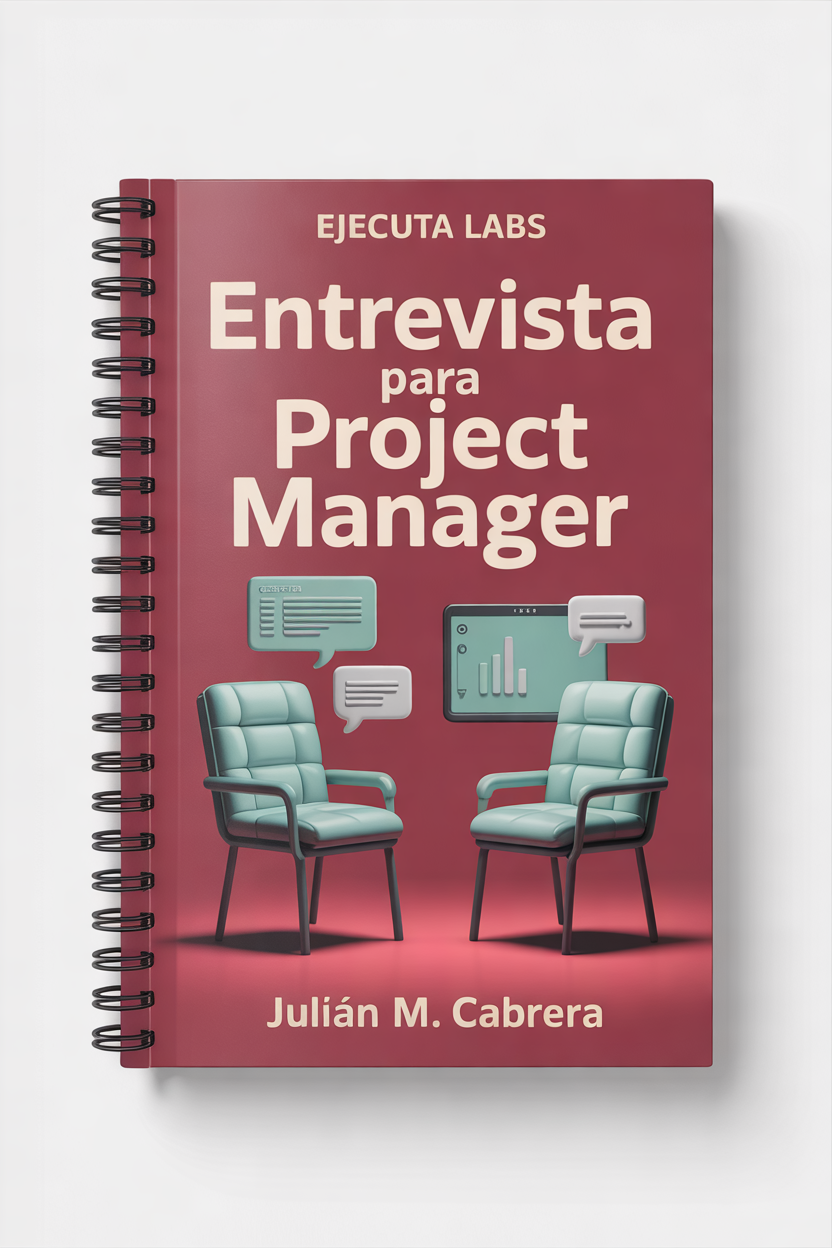 EJECUTA LABS
Entrevista
para
Project
Manager
Julián M. Cabrera